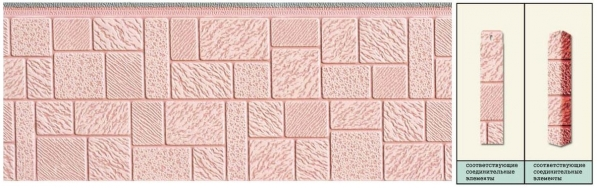 соответствующие
соединительные
элементы
соответствующие
соединительные
элементы